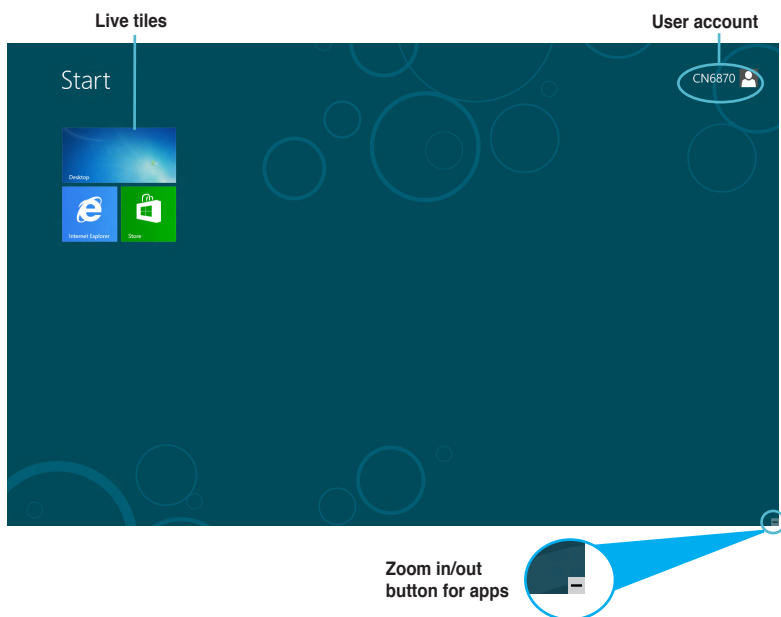 Live tiles
User account
Start
CN6870
Desktop
Internet Explorer
Store
Zoom in/out
button for apps